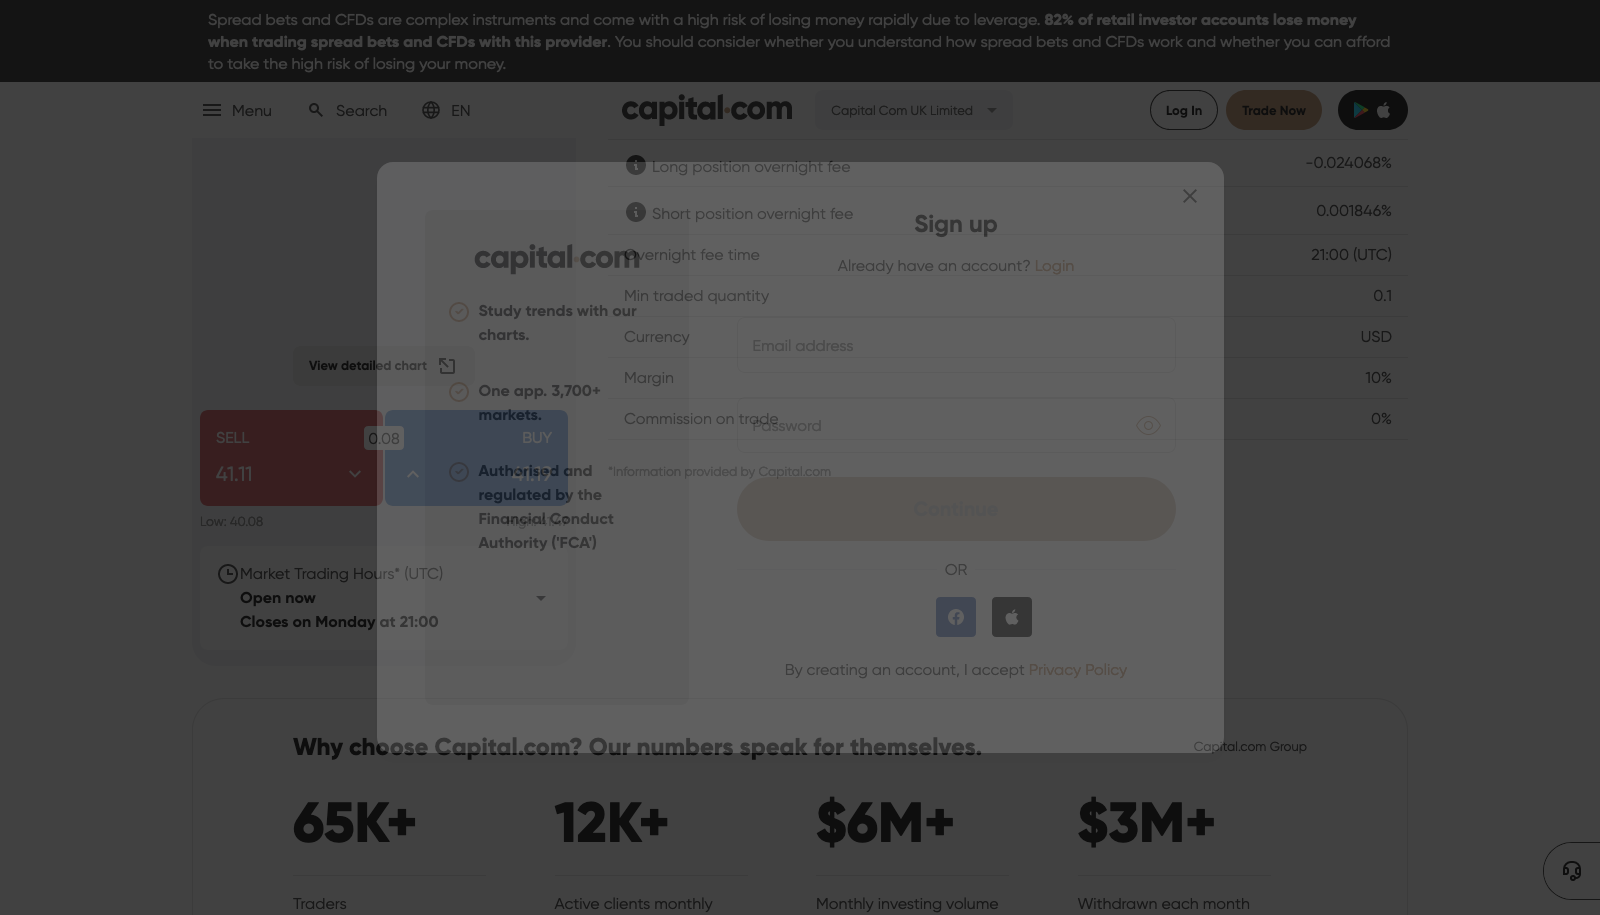 Spread bets and CFDs are complex instruments and come with a high risk of losing money rapidly due to leverage. 82% of retail investor accounts lose money
when trading spread bets and CFDs with this provider. You should consider whether you understand how spread bets and CFDs work and whether you can afford
to take the high risk of losing your money.
Menu
Search
EN
capital.com
Capital Com UK Limited
Log In
Trade Now
Long position overnight fee
-0.024068%
Short position overnight fee
0.001846%
Overnight fee time
21:00 (UTC)
Min traded quantity
0.1
Currency
USD
Margin
10%
Commission on trade
0%
*Information provided by Capital.com
View detailed chart
SELL
41.11
0.08
BUY
41.19
Low: 40.08
Market Trading Hours* (UTC)
Open now
Closes on Monday at 21:00
capital.com
Study trends with our
charts.
One app. 3,700+
markets.
Authorised and
regulated by the
Financial Conduct
Authority ('FCA')
Sign up
Already have an account? Login
Email address
Password
Continue
OR
By creating an account, I accept Privacy Policy
Why choose Capital.com? Our numbers speak for themselves.
Capital.com Group
65K+
Traders
12K+
Active clients monthly
$6M+
Monthly investing volume
$3M+
Withdrawn each month